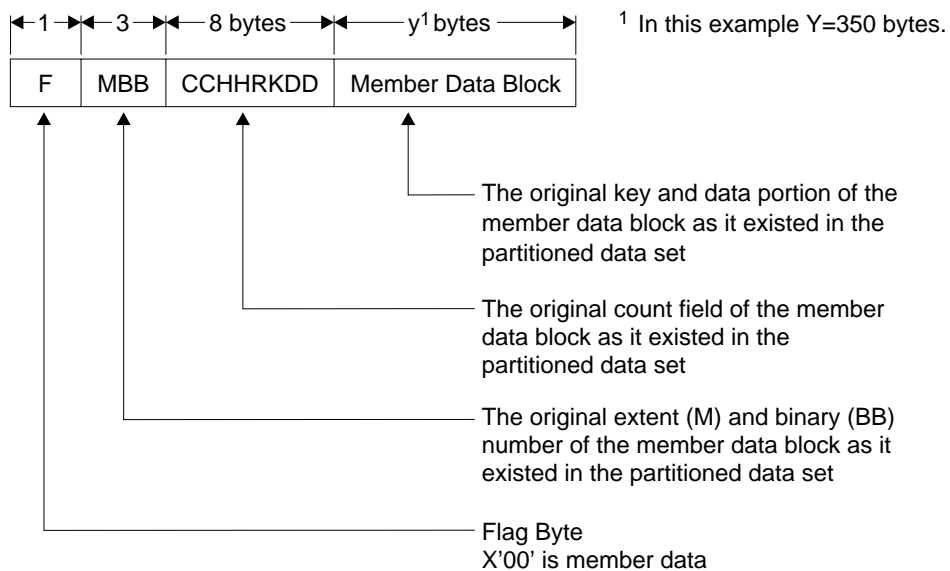 1 3 8 bytes y¹ bytes ¹ In this example Y=350 bytes.
F MBB CCHHRKDD Member Data Block
The original key and data portion of the
member data block as it existed in the
partitioned data set
The original count field of the member
data block as it existed in the
partitioned data set
The original extent (M) and binary (BB)
number of the member data block as it
existed in the partitioned data set
Flag Byte
X'00' is member data